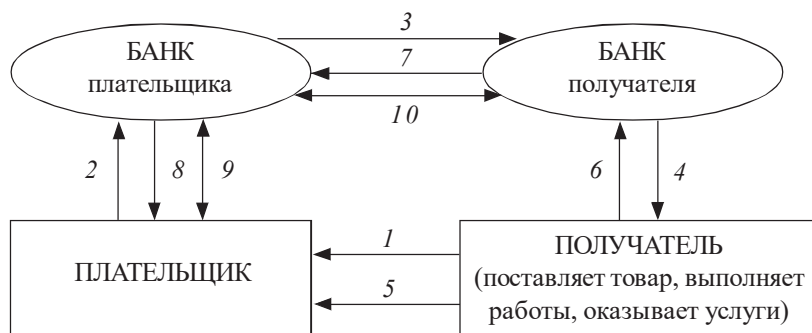 3
БАНК
плательщика
7
БАНК
получателя
10
2
8
9
6
4
ПЛАТЕЛЬЩИК
1
5
ПОЛУЧАТЕЛЬ
(поставляет товар, выполняет
работы, оказывает услуги)